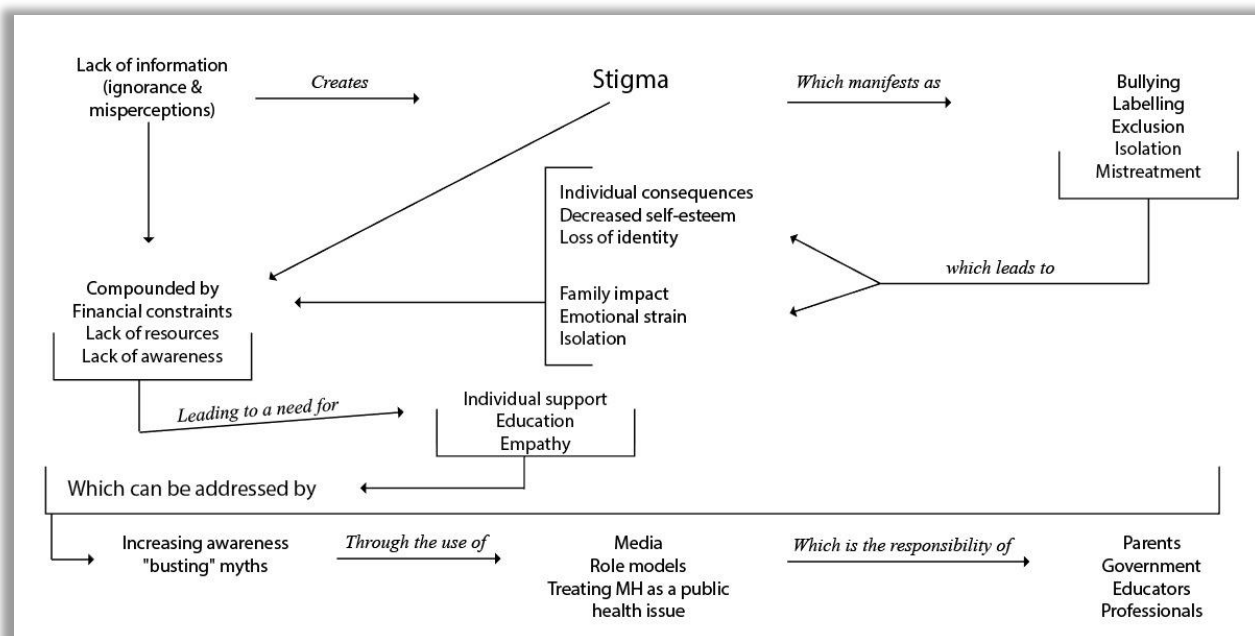 Lack of information
(ignorance &
misperceptions)
Creates
Stigma
Which manifests as
Bullying
Labelling
Exclusion
Isolation
Mistreatment
which leads to
Individual consequences
Decreased self-esteem
Loss of identity
Family impact
Emotional strain
Isolation
Compounded by
Financial constraints
Lack of resources
Lack of awareness
Leading to a need for
Individual support
Education
Empathy
Which can be addressed by
Increasing awareness
"busting" myths
Through the use of
Media
Role models
Treating MH as a public
health issue
Which is the responsibility of
Parents
Government
Educators
Professionals